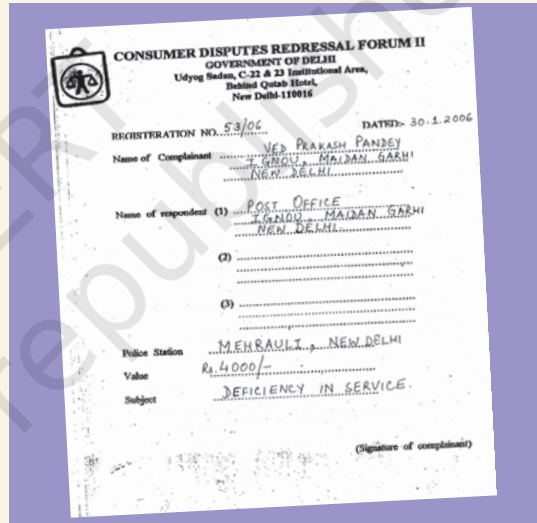 CONSUMER DISPUTES REDRESSAL FORUM II
GOVERNMENT OF DELHI
Udyog Sadan, C-22 & 23 Institutional Area,
Behind Qutab Hotel,
New Delhi-110016
REGISTERATION NO. 53/06 DATED:- 30.1.2006
Name of Complainant VED PRAKASH PANDEY
IGNOU, MAIDAN GARHI
NEW DELHI
Name of respondent (1) POST OFFICE
IGNOU, MAIDAN GARHI
NEW DELHI
(2)
(3)
Police Station MEHRAULI, NEW DELHI
Value Rs. 4000/-
Subject DEFICIENCY IN SERVICE.
(Signature of complainant)